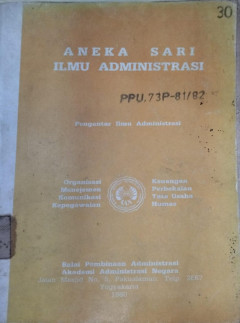 30
ANEKA SARI
ILMU ADMINISTRASI
PPU.73P-81/82
Pengantar Ilmu Administrasi
Organisasi
Manajemen
Komunikasi
Kepegawaian
Keuangan
Perbekalan
Tata Usaha
Humas
Balai Pembinaan Administrasi
Akademi Administrasi Negara
Yogyakarta